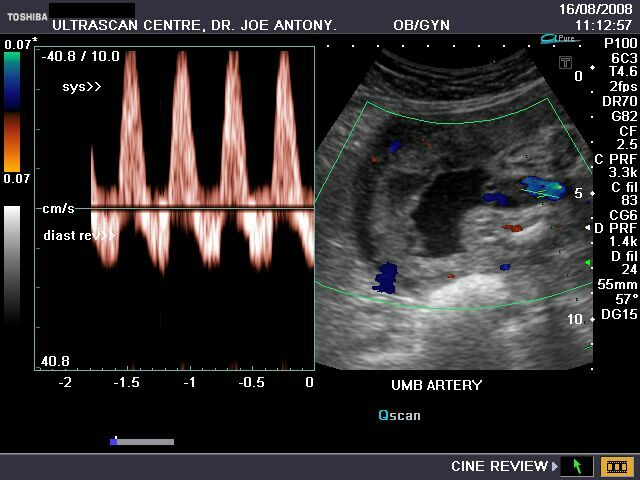 TOSHIBA
ULTRASCAN CENTRE, DR. JOE ANTONY. OB/GYN
16/08/2008
11:12:57
0.07*
0.07
-40.8 / 10.0
sys>>
cm/s
diast rev>>
40.8
-2 -1.5 -1 -0.5 0
Pure
T
0
5
10
P100
6C3
T4.6
2fps
DR70
G82
CF
2.5
C PRF
3.3k
C fil
83
CG6
D PRF
1.4k
D fil
24
55mm
57°
DG15
UMB ARTERY
Qscan
CINE REVIEW